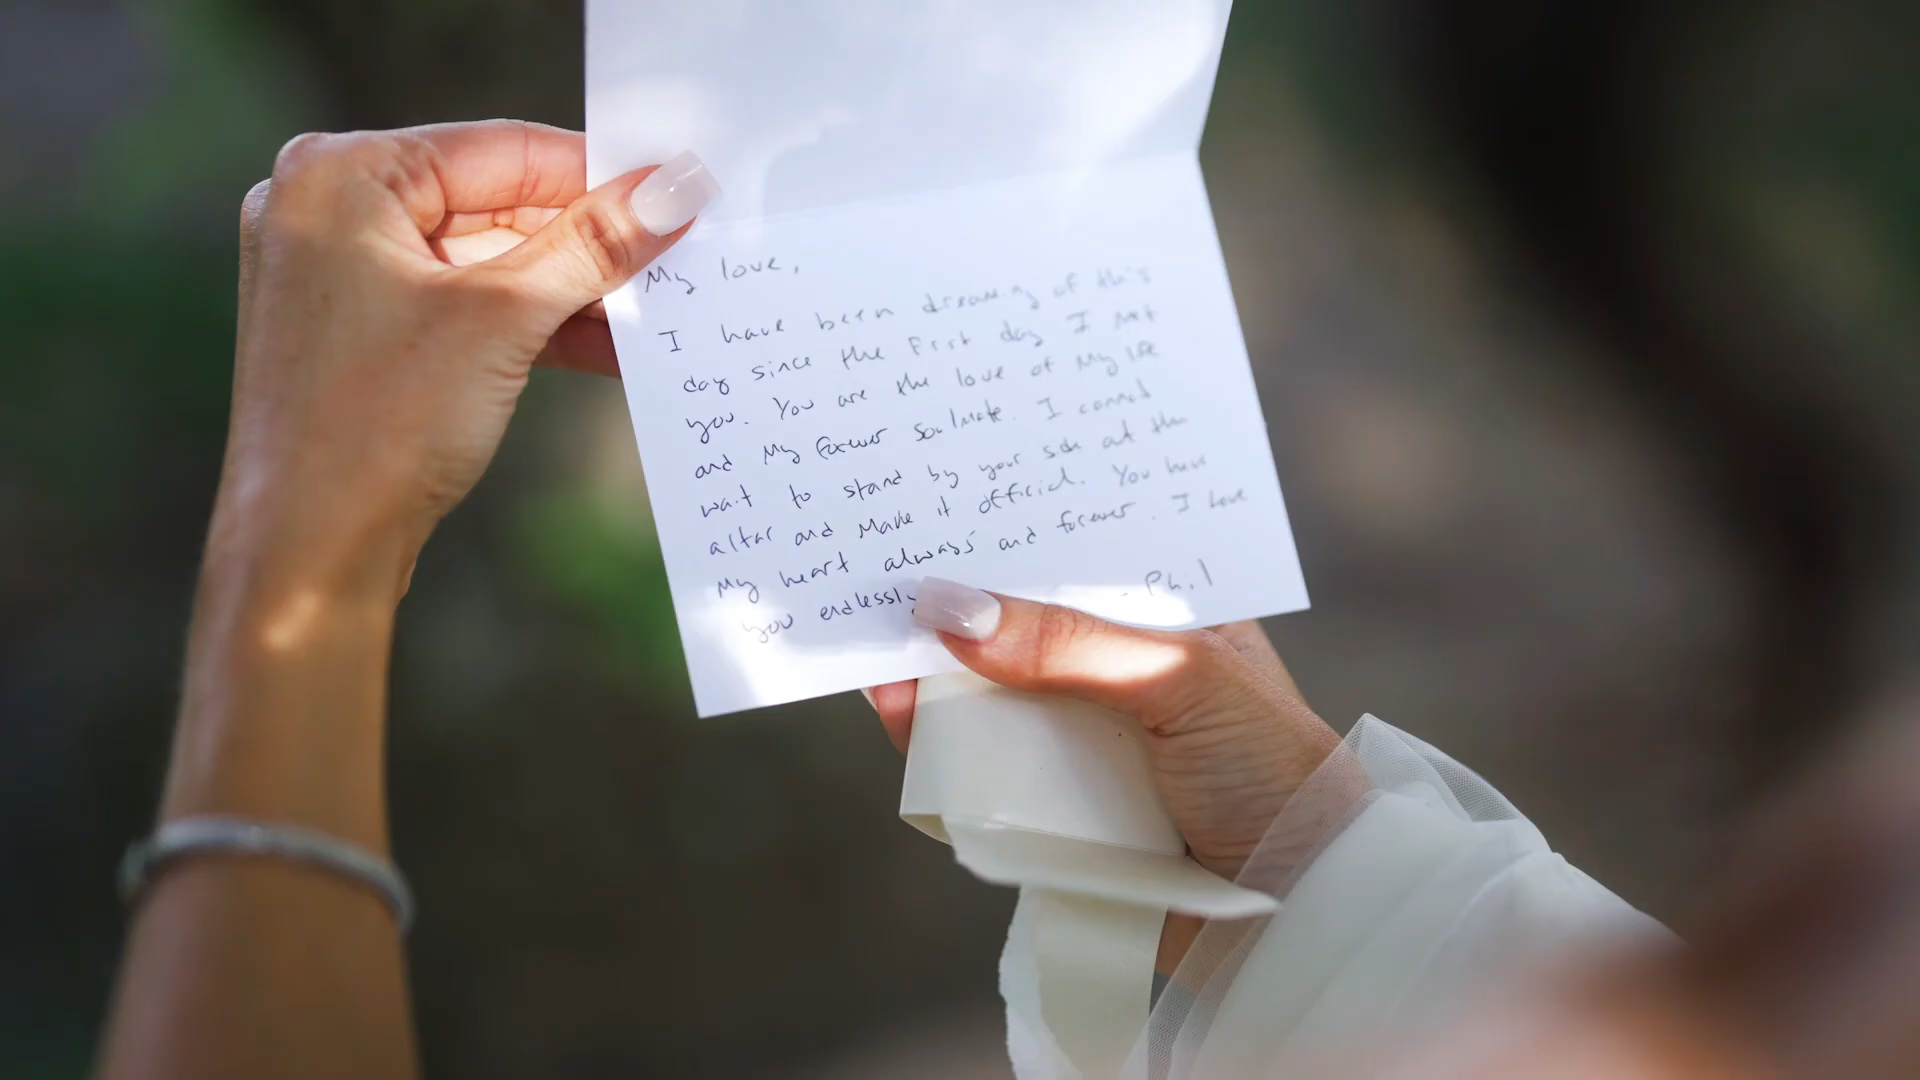 My love,
I have been dreaming of this
day since the first day I met
you. You are the love of my life
and my forever soulmate. I cannot
wait to stand by your side at the
altar and make it official. You have
my heart always and forever. I love
you endlessly
- Phil